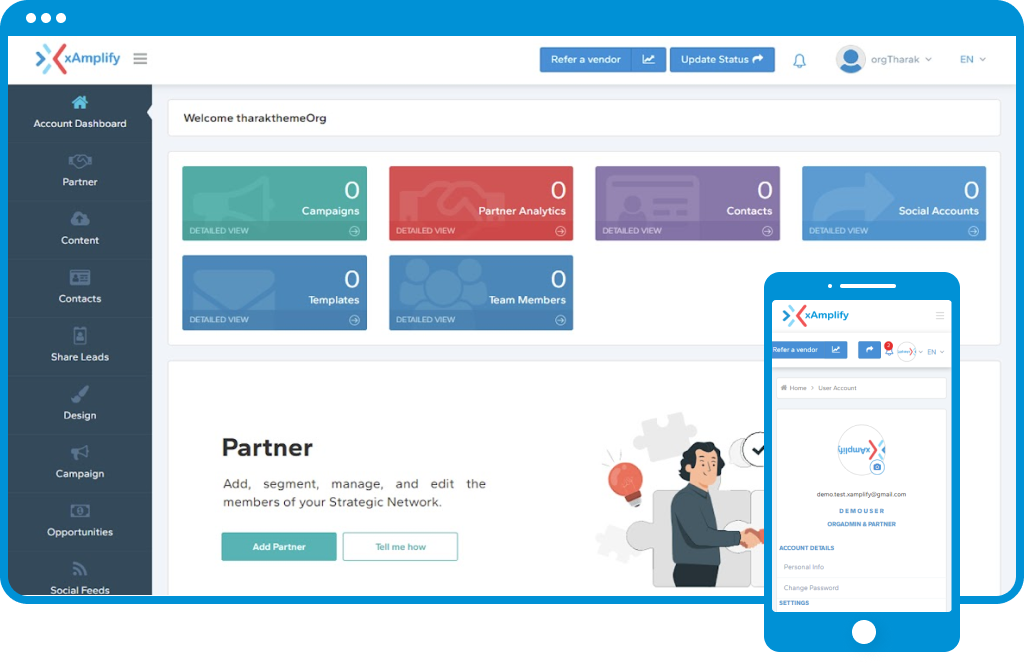 xAmplify
Refer a vendor
Update Status
orgTharak
EN
Account Dashboard
Partner
Content
Contacts
Share Leads
Design
Campaign
Opportunities
Social Feeds
Welcome tharakthemeOrg
0
Campaigns
DETAILED VIEW
0
Partner Analytics
DETAILED VIEW
0
Contacts
DETAILED VIEW
0
Social Accounts
DETAILED VIEW
0
Templates
DETAILED VIEW
0
Team Members
DETAILED VIEW
Partner
Add, segment, manage, and edit the
members of your Strategic Network.
Add Partner
Tell me how
xAmplify
Refer a vendor
EN
Home > User Account
xAmplify
demo.test.xamplify@gmail.com
DEMOUSER
ORGADMIN & PARTNER
ACCOUNT DETAILS
Personal Info
Change Password
SETTINGS